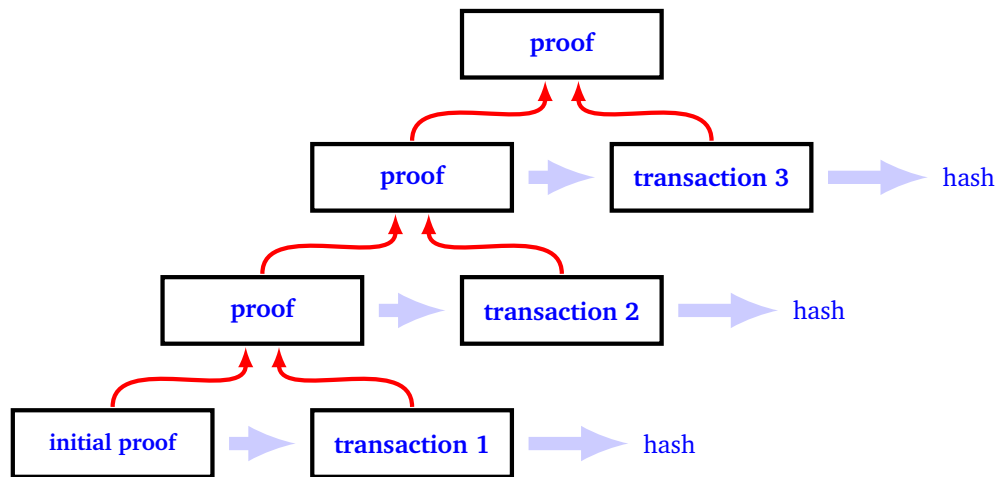 proof
proof
transaction 3
hash
proof
transaction 2
hash
initial proof
transaction 1
hash